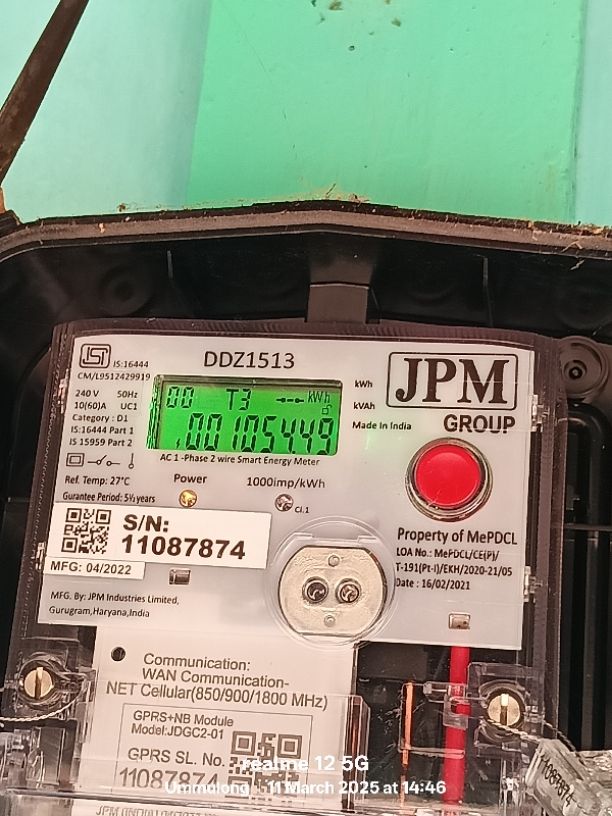 DDZ1513
IS:16444
CM/L9512429919
240 V 50Hz
10(60)A UC1
Category : D1
IS:16444 Part 1
IS 15959 Part 2
00 T3 kWh
001054.49
kWh
kVAh
Made In India
JPM
GROUP
AC 1 -Phase 2 wire Smart Energy Meter
Ref. Temp: 27°C
Gurantee Period: 5½ years
Power
1000imp/kWh
Cl.1
S/N:
11087874
MFG: 04/2022
MFG. By: JPM Industries Limited,
Gurugram,Haryana,India
Property of MePDCL
LOA No.: MePDCL/CE(P)/
T-191(Pt-I)/EKH/2020-21/05
Date : 16/02/2021
Communication:
WAN Communication-
NET Cellular(850/900/1800 MHz)
GPRS+NB Module
Model:JDGC2-01
GPRS SL. No.
11087874
11087874
realme 12 5G
Ummulong 11 March 2025 at 14:46